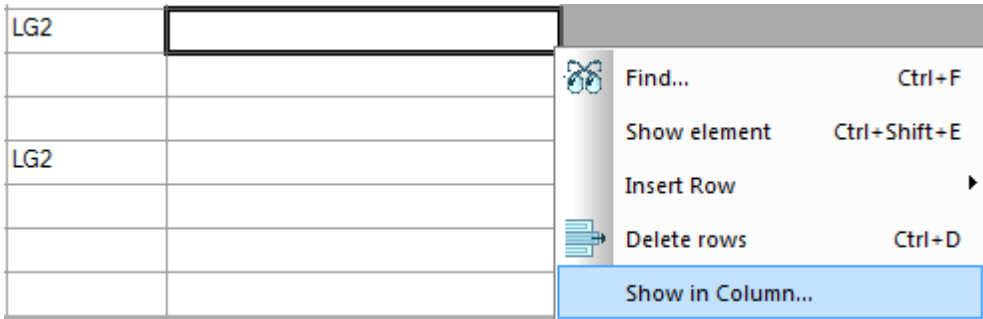 LG2
Find... Ctrl+F
Show element Ctrl+Shift+E
LG2
Insert Row
Delete rows Ctrl+D
Show in Column...